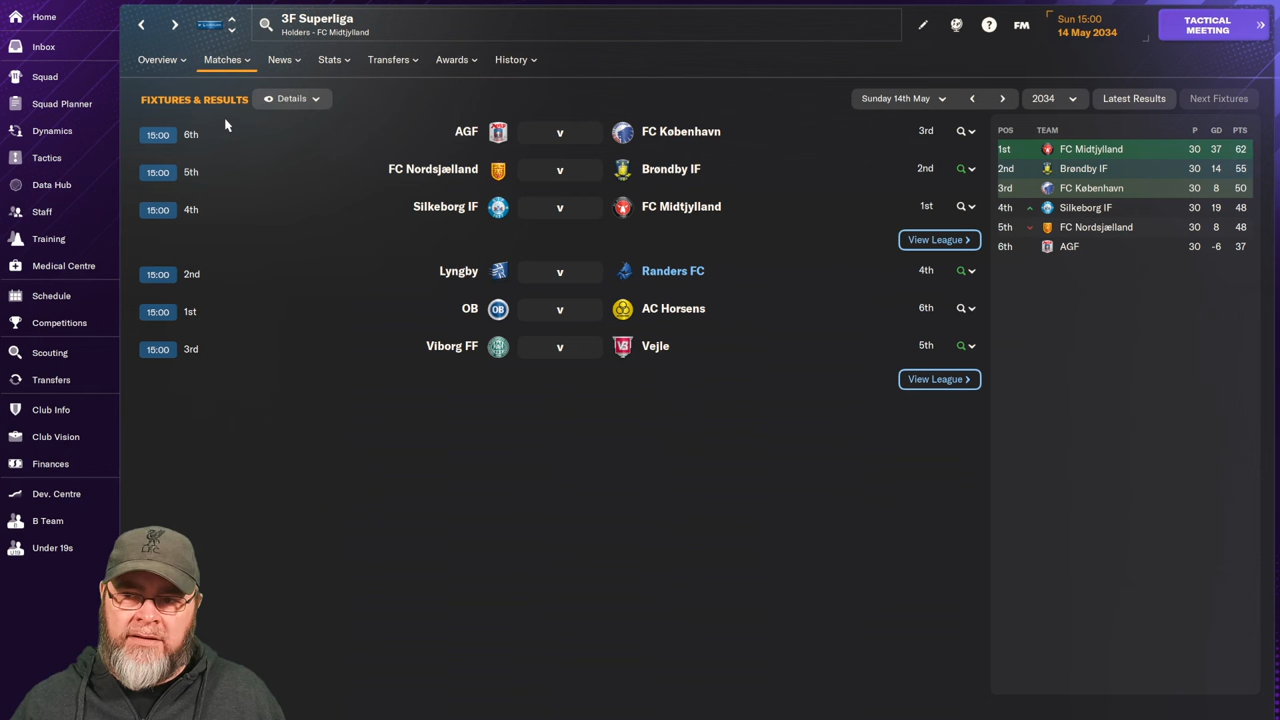 Home
Inbox
Squad
Squad Planner
Dynamics
Tactics
Data Hub
Staff
Training
Medical Centre
Schedule
Competitions
Scouting
Transfers
Club Info
Club Vision
Finances
Dev. Centre
B Team
Under 19s
3F Superliga
Holders - FC Midtjylland
FM
Sun 15:00
14 May 2034
TACTICAL
MEETING
Overview Matches News Stats Transfers Awards History
FIXTURES & RESULTS Details Sunday 14th May 2034 Latest Results Next Fixtures
15:00 6th AGF v FC København 3rd
15:00 5th FC Nordsjælland v Brøndby IF 2nd
15:00 4th Silkeborg IF v FC Midtjylland 1st
View League
15:00 2nd Lyngby v Randers FC 4th
15:00 1st OB v AC Horsens 6th
15:00 3rd Viborg FF v Vejle 5th
View League
POS TEAM P GD PTS
1st FC Midtjylland 30 37 62
2nd Brøndby IF 30 14 55
3rd FC København 30 8 50
4th Silkeborg IF 30 19 48
5th FC Nordsjælland 30 8 48
6th AGF 30 -6 37